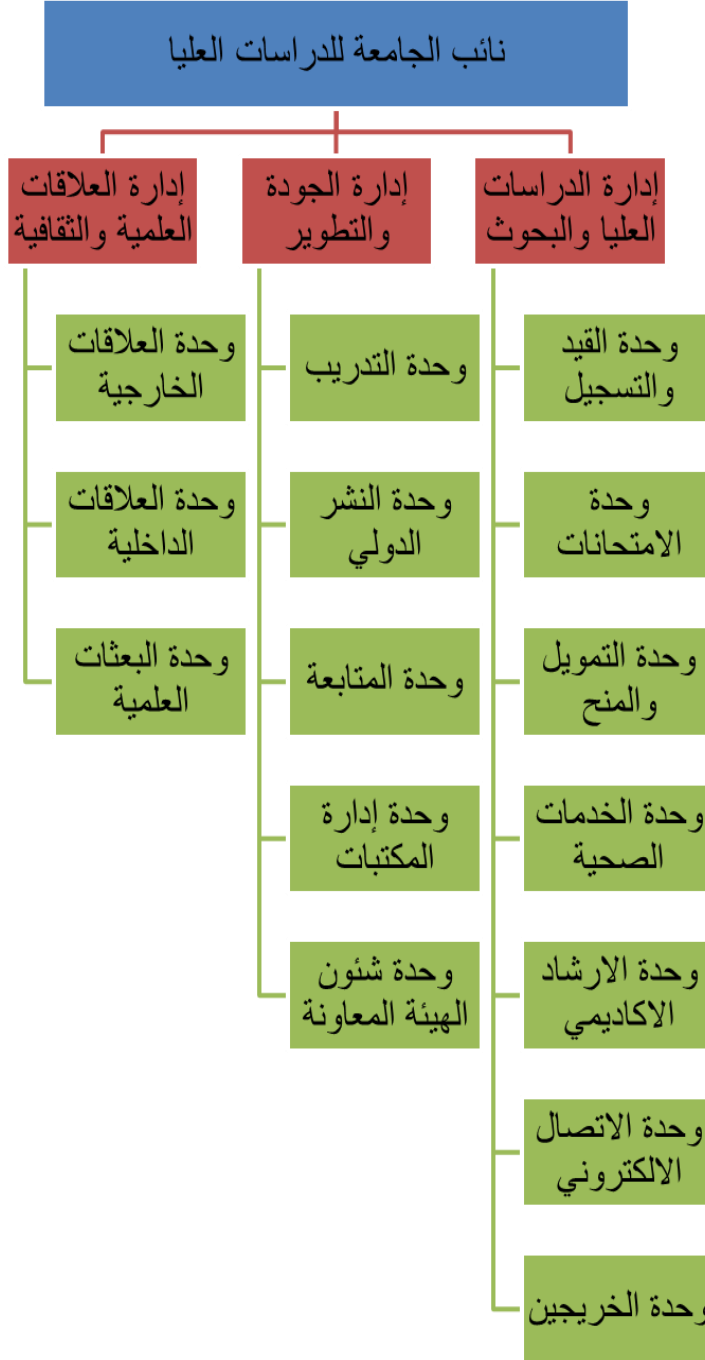 نائب الجامعة للدراسات العليا
إدارة الدراسات
العليا والبحوث
إدارة الجودة
والتطوير
إدارة العلاقات
العلمية والثقافية
وحدة القيد
والتسجيل
وحدة
الامتحانات
وحدة التمويل
والمنح
وحدة الخدمات
الصحية
وحدة الارشاد
الاكاديمي
وحدة الاتصال
الالكتروني
وحدة الخريجين
وحدة التدريب
وحدة النشر
الدولي
وحدة المتابعة
وحدة إدارة
المكتبات
وحدة شئون
الهيئة المعاونة
وحدة العلاقات
الخارجية
وحدة العلاقات
الداخلية
وحدة البعثات
العلمية